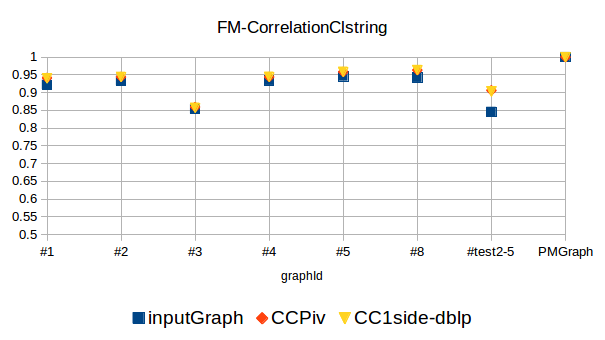 FM-CorrelationClstring
1
0.95
0.9
0.85
0.8
0.75
0.7
0.65
0.6
0.55
0.5
#1 #2 #3 #4 #5 #8 #test2-5 PMGraph
graphId
inputGraph CCPiv CC1side-dblp